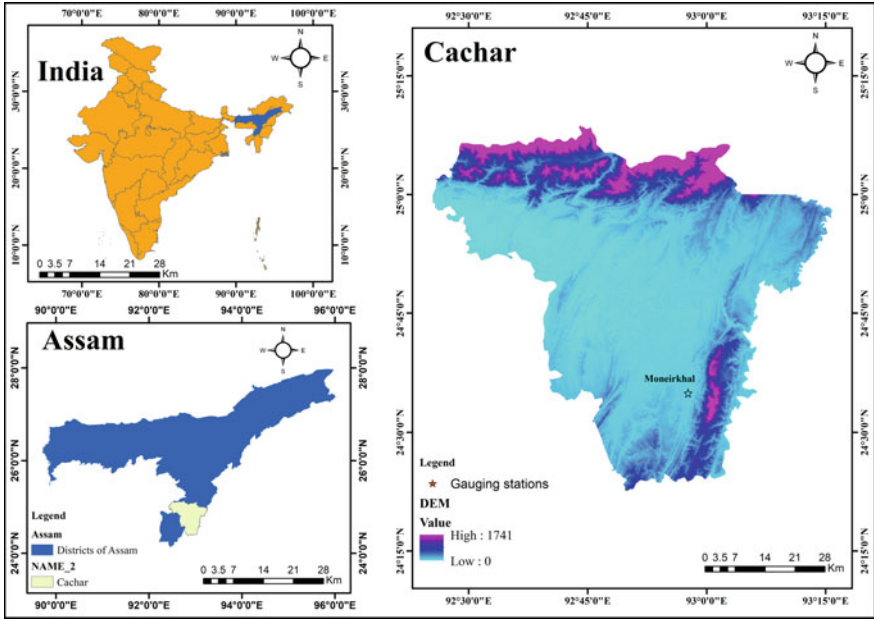 70°0'0"E 80°0'0"E 90°0'0"E 100°0'0"E
India
N
W E
S
30°0'0"N 30°0'0"N
20°0'0"N 20°0'0"N
10°0'0"N 10°0'0"N
0 3.5 7 14 21 28
Km
70°0'0"E 80°0'0"E 90°0'0"E 100°0'0"E
90°0'0"E 92°0'0"E 94°0'0"E 96°0'0"E
Assam
N
W E
S
28°0'0"N 28°0'0"N
26°0'0"N 26°0'0"N
24°0'0"N 24°0'0"N
Legend
Assam
Districts of Assam
NAME_2
Cachar
0 3.5 7 14 21 28
Km
90°0'0"E 92°0'0"E 94°0'0"E 96°0'0"E
92°30'0"E 92°45'0"E 93°0'0"E 93°15'0"E
Cachar
N
W E
S
25°15'0"N 25°15'0"N
25°0'0"N 25°0'0"N
24°45'0"N 24°45'0"N
Moneirkhal
24°30'0"N 24°30'0"N
Legend
Gauging stations
DEM
Value
High : 1741
Low : 0
24°15'0"N 24°15'0"N
0 3.5 7 14 21 28
Km
92°30'0"E 92°45'0"E 93°0'0"E 93°15'0"E